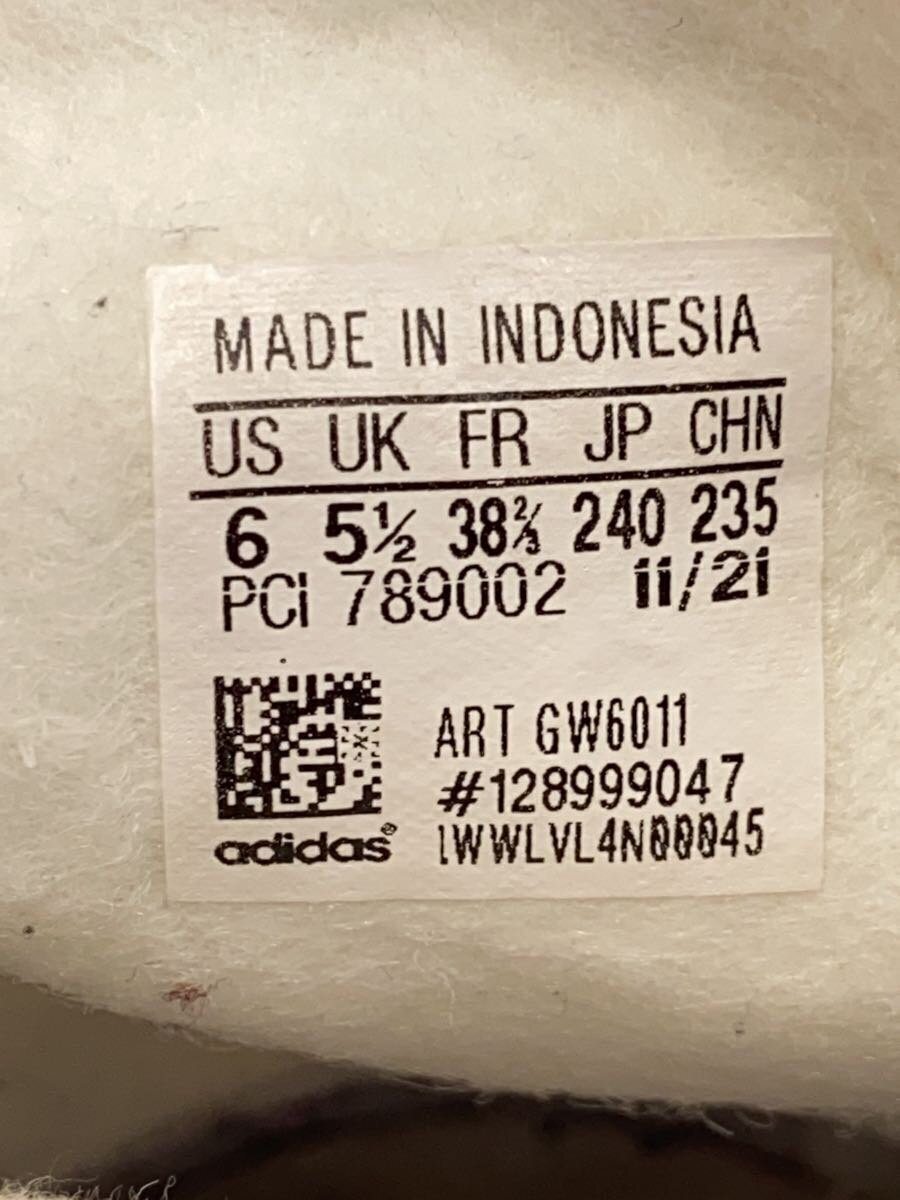 MADE IN INDONESIA
US UK FR JP CHN
6 5½ 38⅔ 240 235
PCI 789002 11/21
ART GW6011
#128999047
adidas® 1WWLVL4N00045